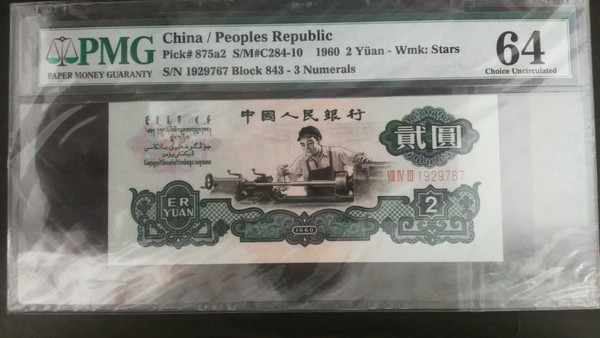 PMG
PAPER MONEY GUARANTY
China / Peoples Republic
Pick# 875a2 S/M#C284-10 1960 2 Yüan - Wmk: Stars
S/N 1929767 Block 843 - 3 Numerals
64
Choice Uncirculated
中國人民銀行
貳圓
VIII IV III 1929767
ER
YUAN
2
1960